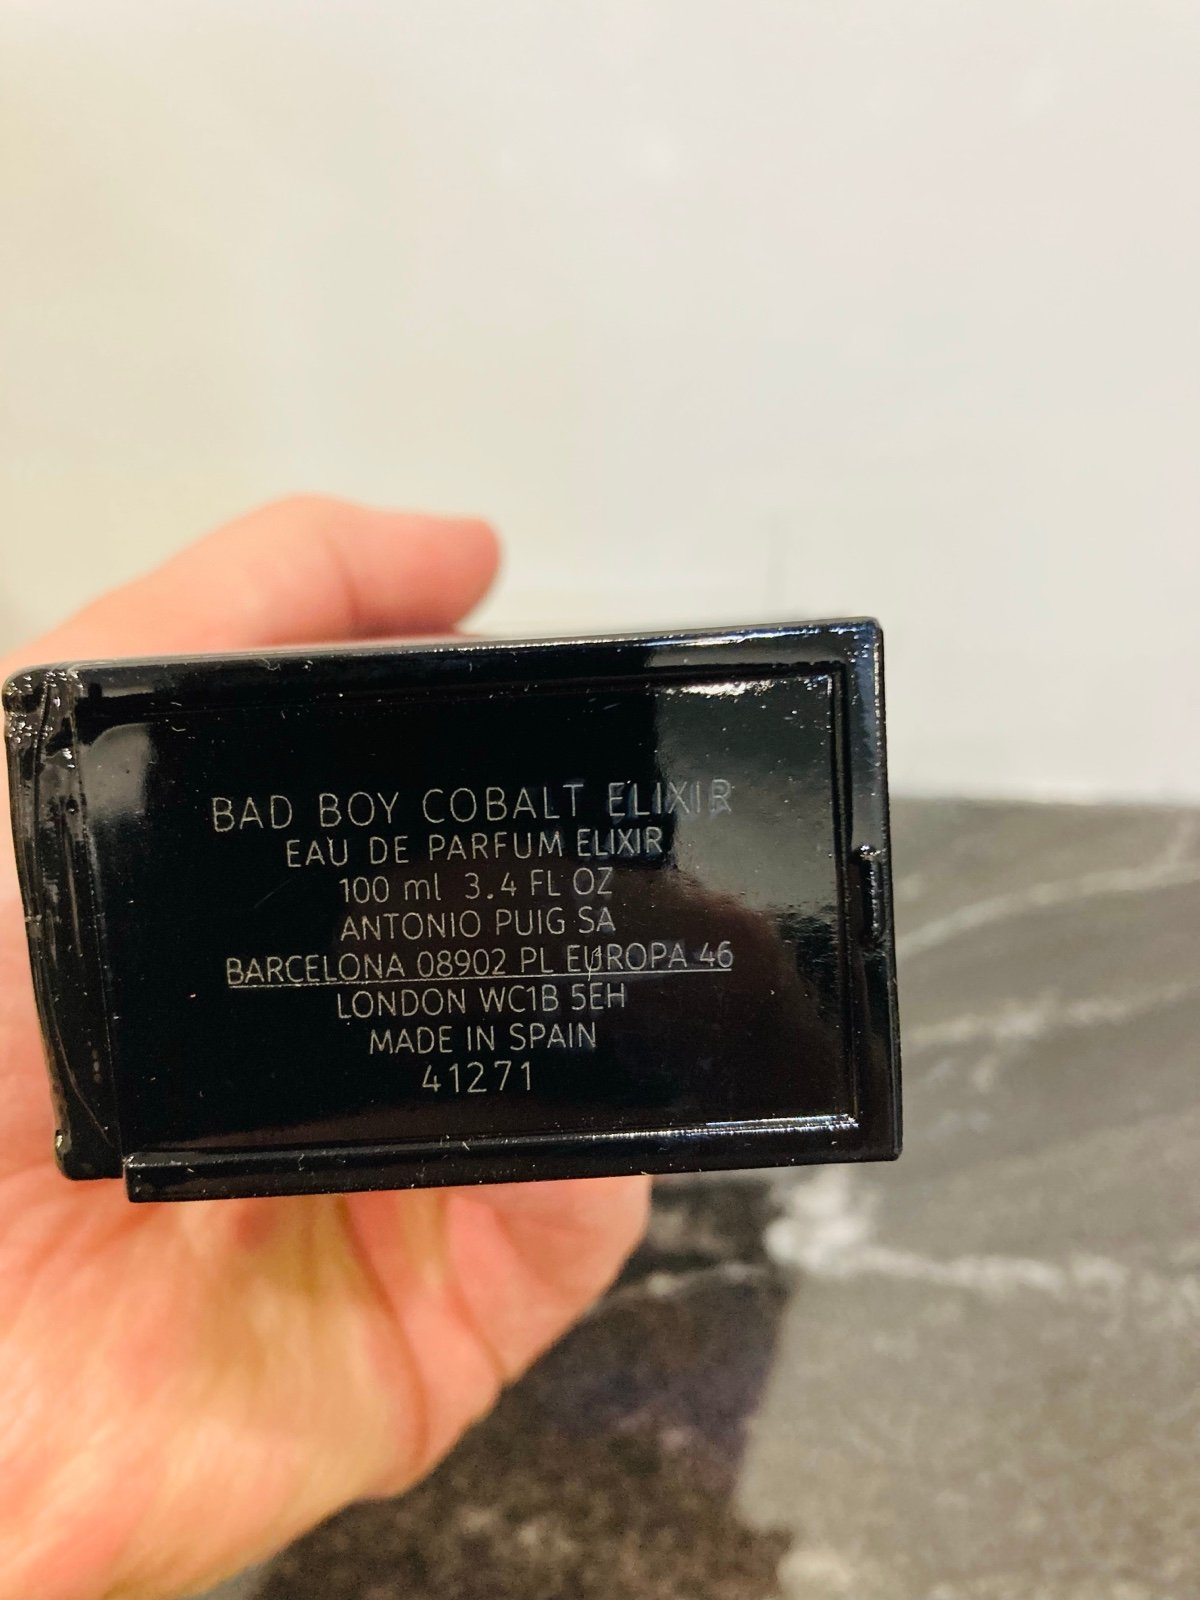 BAD BOY COBALT ELIXIR
EAU DE PARFUM ELIXIR
100 ml 3.4 FL OZ
ANTONIO PUIG SA
BARCELONA 08902 PL EUROPA 46
LONDON WC1B 5EH
MADE IN SPAIN
41271